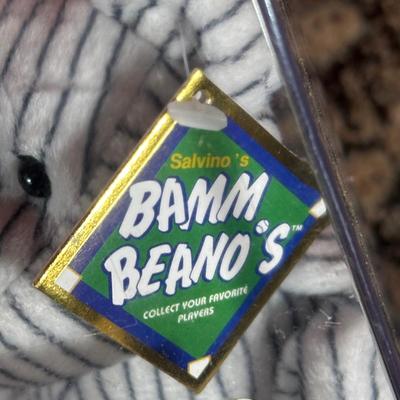 Salvino's
BAMM
BEANO'S™
COLLECT YOUR FAVORITE
PLAYERS